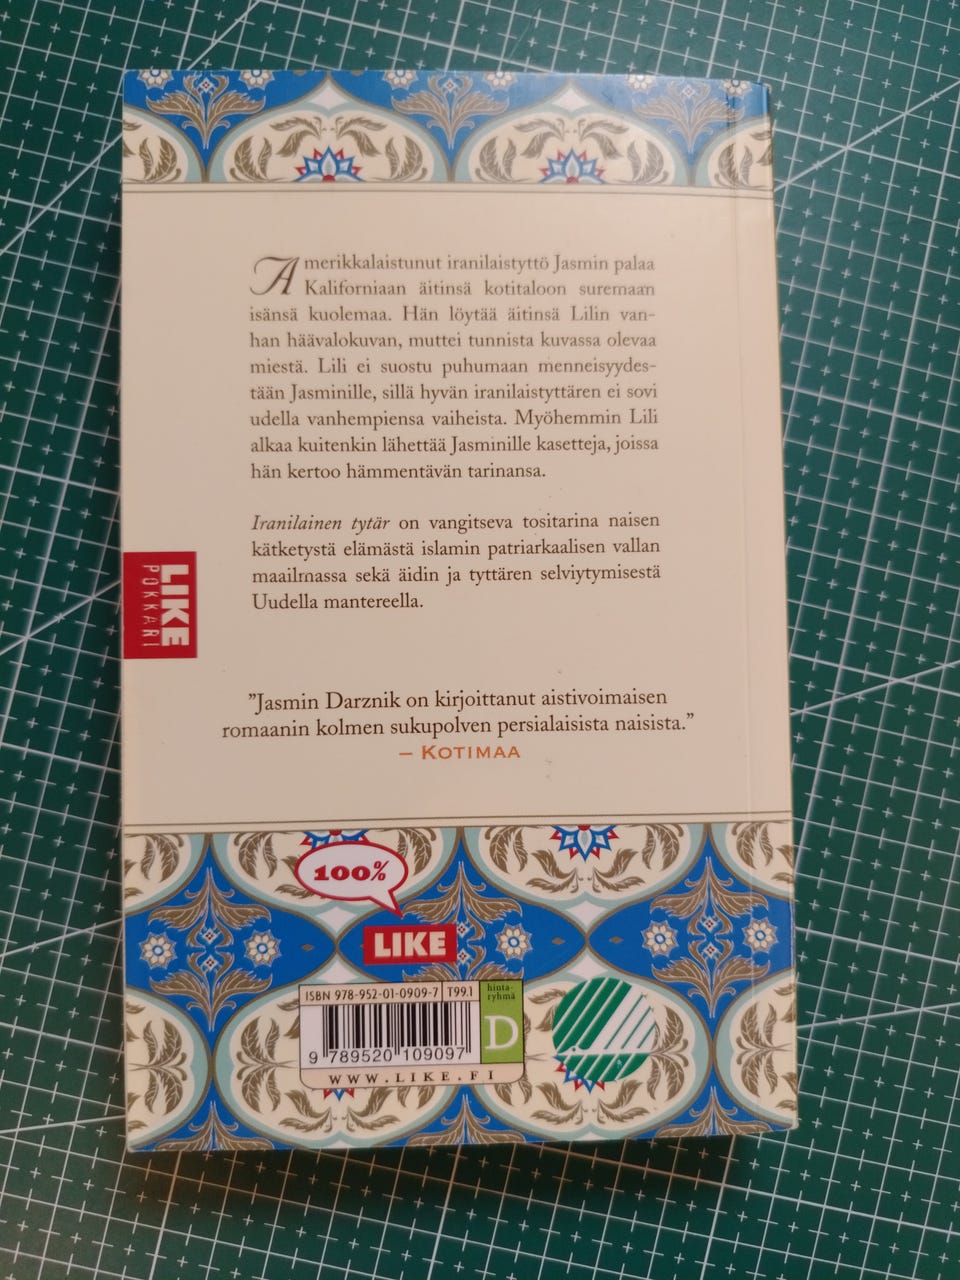 Amerikkalaistunut iranilaistyttö Jasmin palaa
Kaliforniaan äitinsä kotitaloon suremaan
isänsä kuolemaa. Hän löytää äitinsä Lilin van-
han häävalokuvan, muttei tunnista kuvassa olevaa
miestä. Lili ei suostu puhumaan menneisyydes-
tään Jasminille, sillä hyvän iranilaistyttären ei sovi
udella vanhempiensa vaiheista. Myöhemmin Lili
alkaa kuitenkin lähettää Jasminille kasetteja, joissa
hän kertoo hämmentävän tarinansa.
Iranilainen tytär on vangitseva tositarina naisen
kätketystä elämästä islamin patriarkaalisen vallan
maailmassa sekä äidin ja tyttären selviytymisestä
Uudella mantereella.
LIKE
POKKARI
”Jasmin Darznik on kirjoittanut aistivoimaisen
romaanin kolmen sukupolven persialaisista naisista.”
– KOTIMAA
100%
LIKE
ISBN 978-952-01-0909-7 T99.1
hinta-
ryhmä
D
9 789520 109097
WWW.LIKE.FI